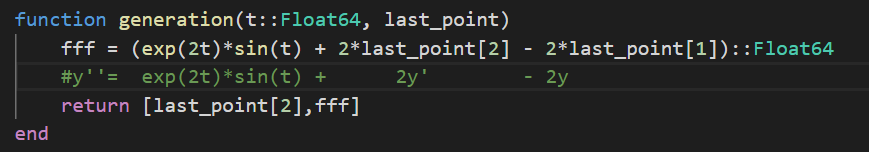 function generation(t::Float64, last_point)
    fff = (exp(2t)*sin(t) + 2*last_point[2] - 2*last_point[1])::Float64
    #y''=  exp(2t)*sin(t) +      2y'        - 2y
    return [last_point[2],fff]
end